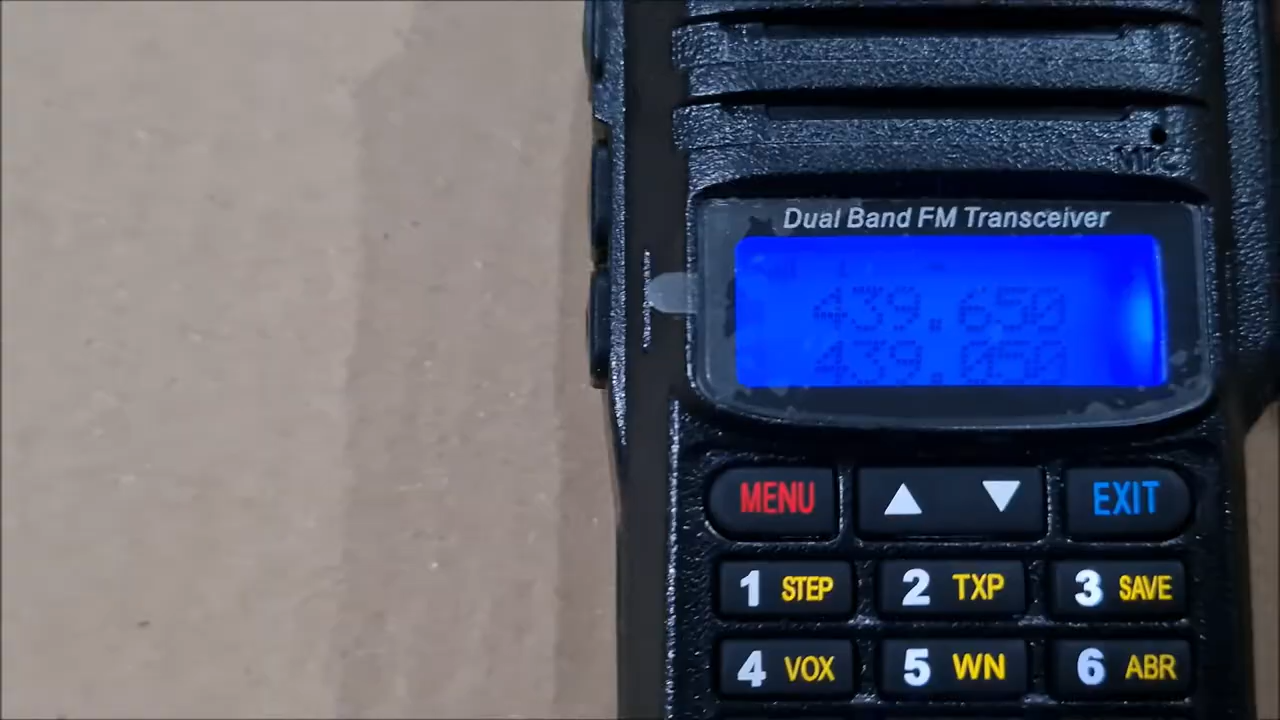 MIC
Dual Band FM Transceiver
439.650
439.050
MENU ▲ ▼ EXIT
1 STEP 2 TXP 3 SAVE
4 VOX 5 WN 6 ABR